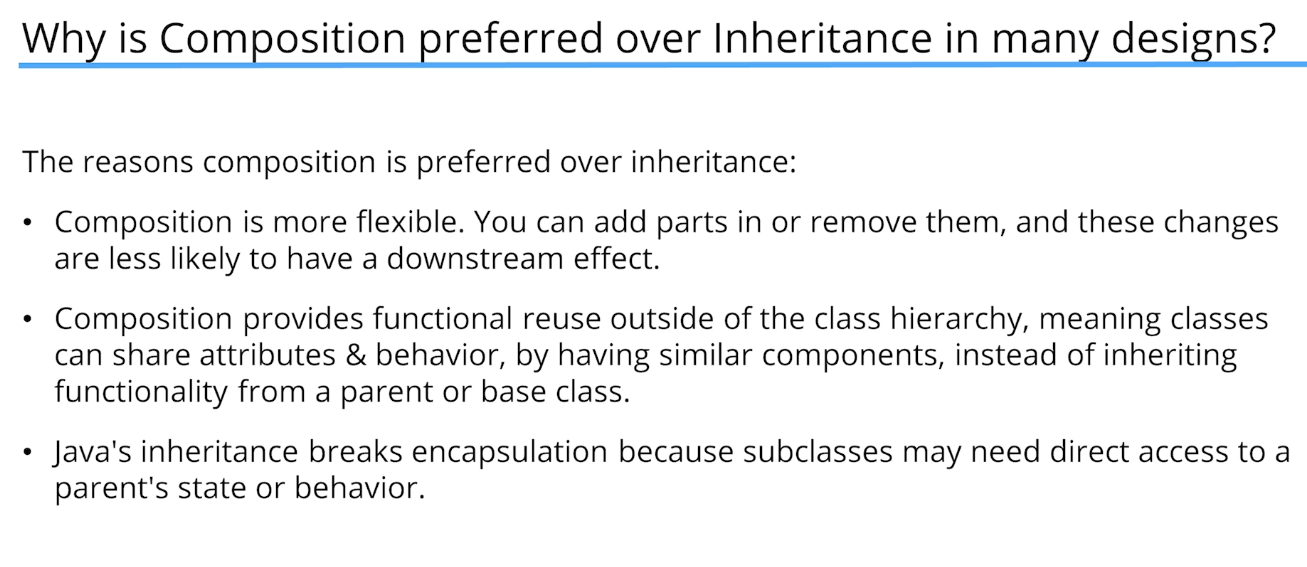 Why is Composition preferred over Inheritance in many designs?
The reasons composition is preferred over inheritance:
• Composition is more flexible. You can add parts in or remove them, and these changes
are less likely to have a downstream effect.
• Composition provides functional reuse outside of the class hierarchy, meaning classes
can share attributes & behavior, by having similar components, instead of inheriting
functionality from a parent or base class.
• Java's inheritance breaks encapsulation because subclasses may need direct access to a
parent's state or behavior.